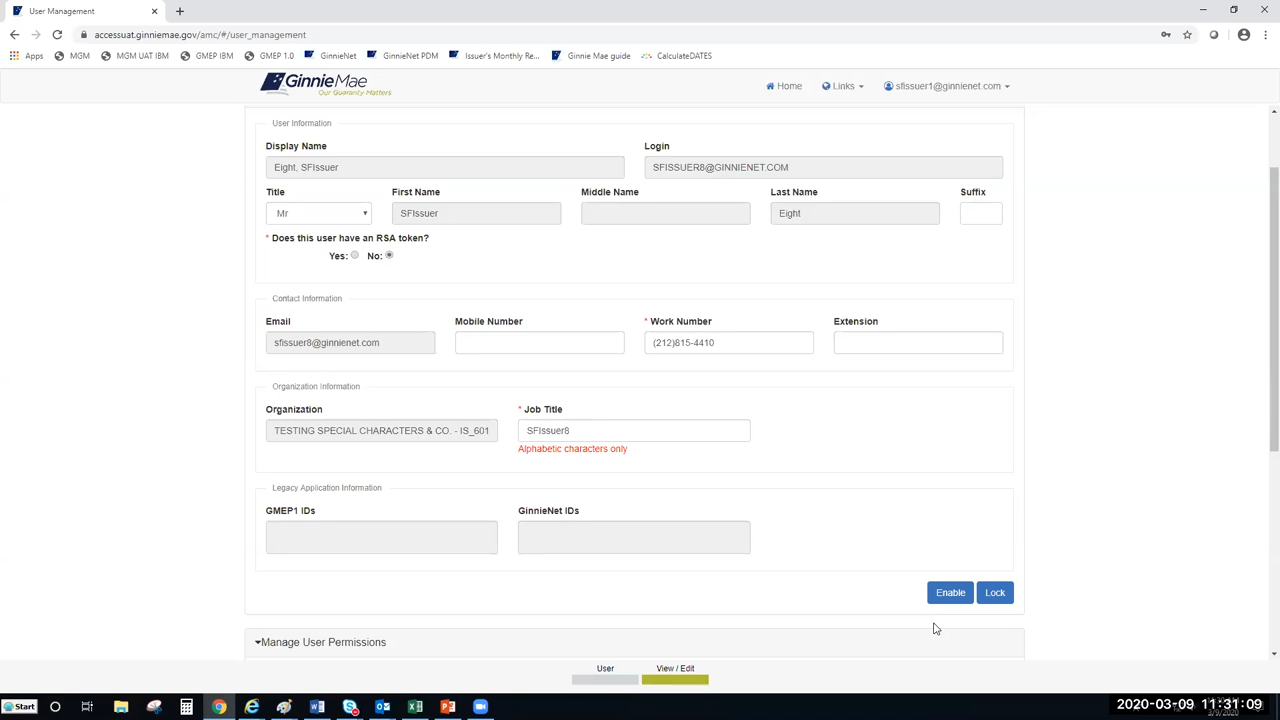 User Management
accessuat.ginniemae.gov/amc/#/user_management
Apps MGM MGM UAT IBM GMEP IBM GMEP 1.0 GinnieNet GinnieNet PDM Issuer's Monthly Re... Ginnie Mae guide CalculateDATES
GinnieMae
Our Guaranty Matters
Home Links sfissuer1@ginnienet.com
User Information
Display Name Login
Eight, SFIssuer SFISSUER8@GINNIENET.COM
Title First Name Middle Name Last Name Suffix
Mr SFIssuer Eight
* Does this user have an RSA token?
Yes: No:
Contact Information
Email Mobile Number * Work Number Extension
sfissuer8@ginnienet.com (212)815-4410
Organization Information
Organization * Job Title
TESTING SPECIAL CHARACTERS & CO. - IS_601 SFIssuer8
Alphabetic characters only
Legacy Application Information
GMEP1 IDs GinnieNet IDs
Enable Lock
Manage User Permissions
User View / Edit
Start 2020-03-09 11:31:09
3/9/2020